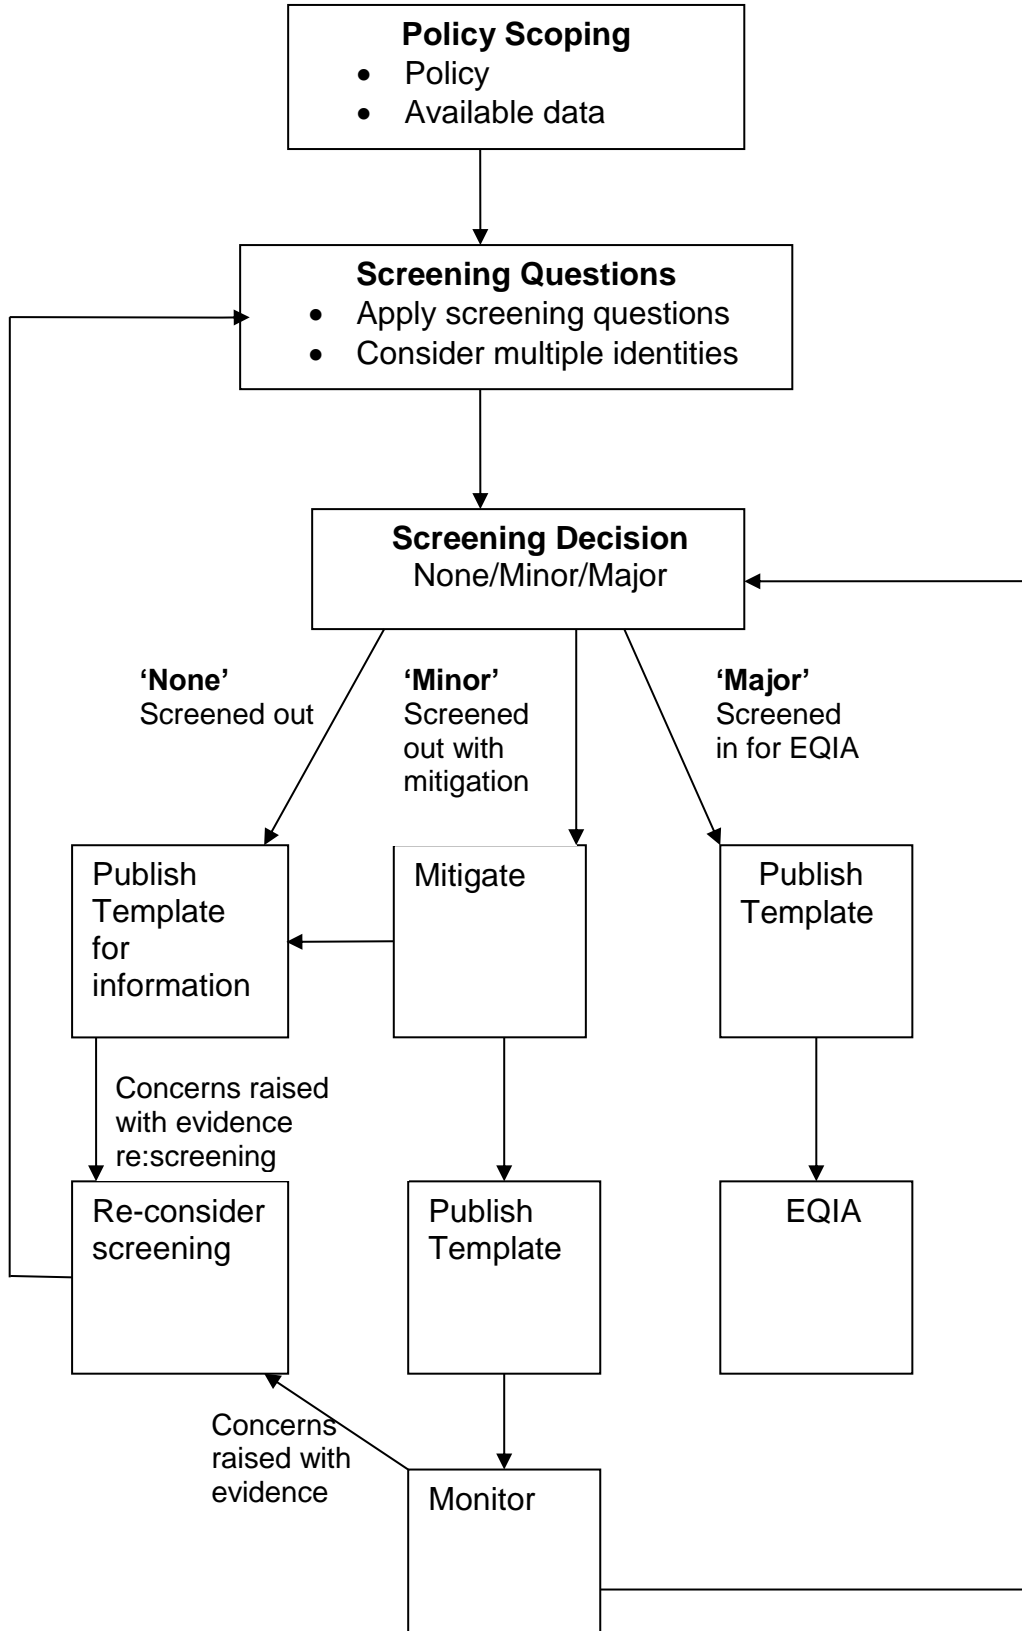 Policy Scoping
• Policy
• Available data
Screening Questions
• Apply screening questions
• Consider multiple identities
Screening Decision
None/Minor/Major
‘None’
Screened out
‘Minor’
Screened
out with
mitigation
‘Major’
Screened
in for EQIA
Publish
Template
for
information
Mitigate
Publish
Template
Concerns raised
with evidence
re:screening
Re-consider
screening
Publish
Template
EQIA
Concerns
raised with
evidence
Monitor